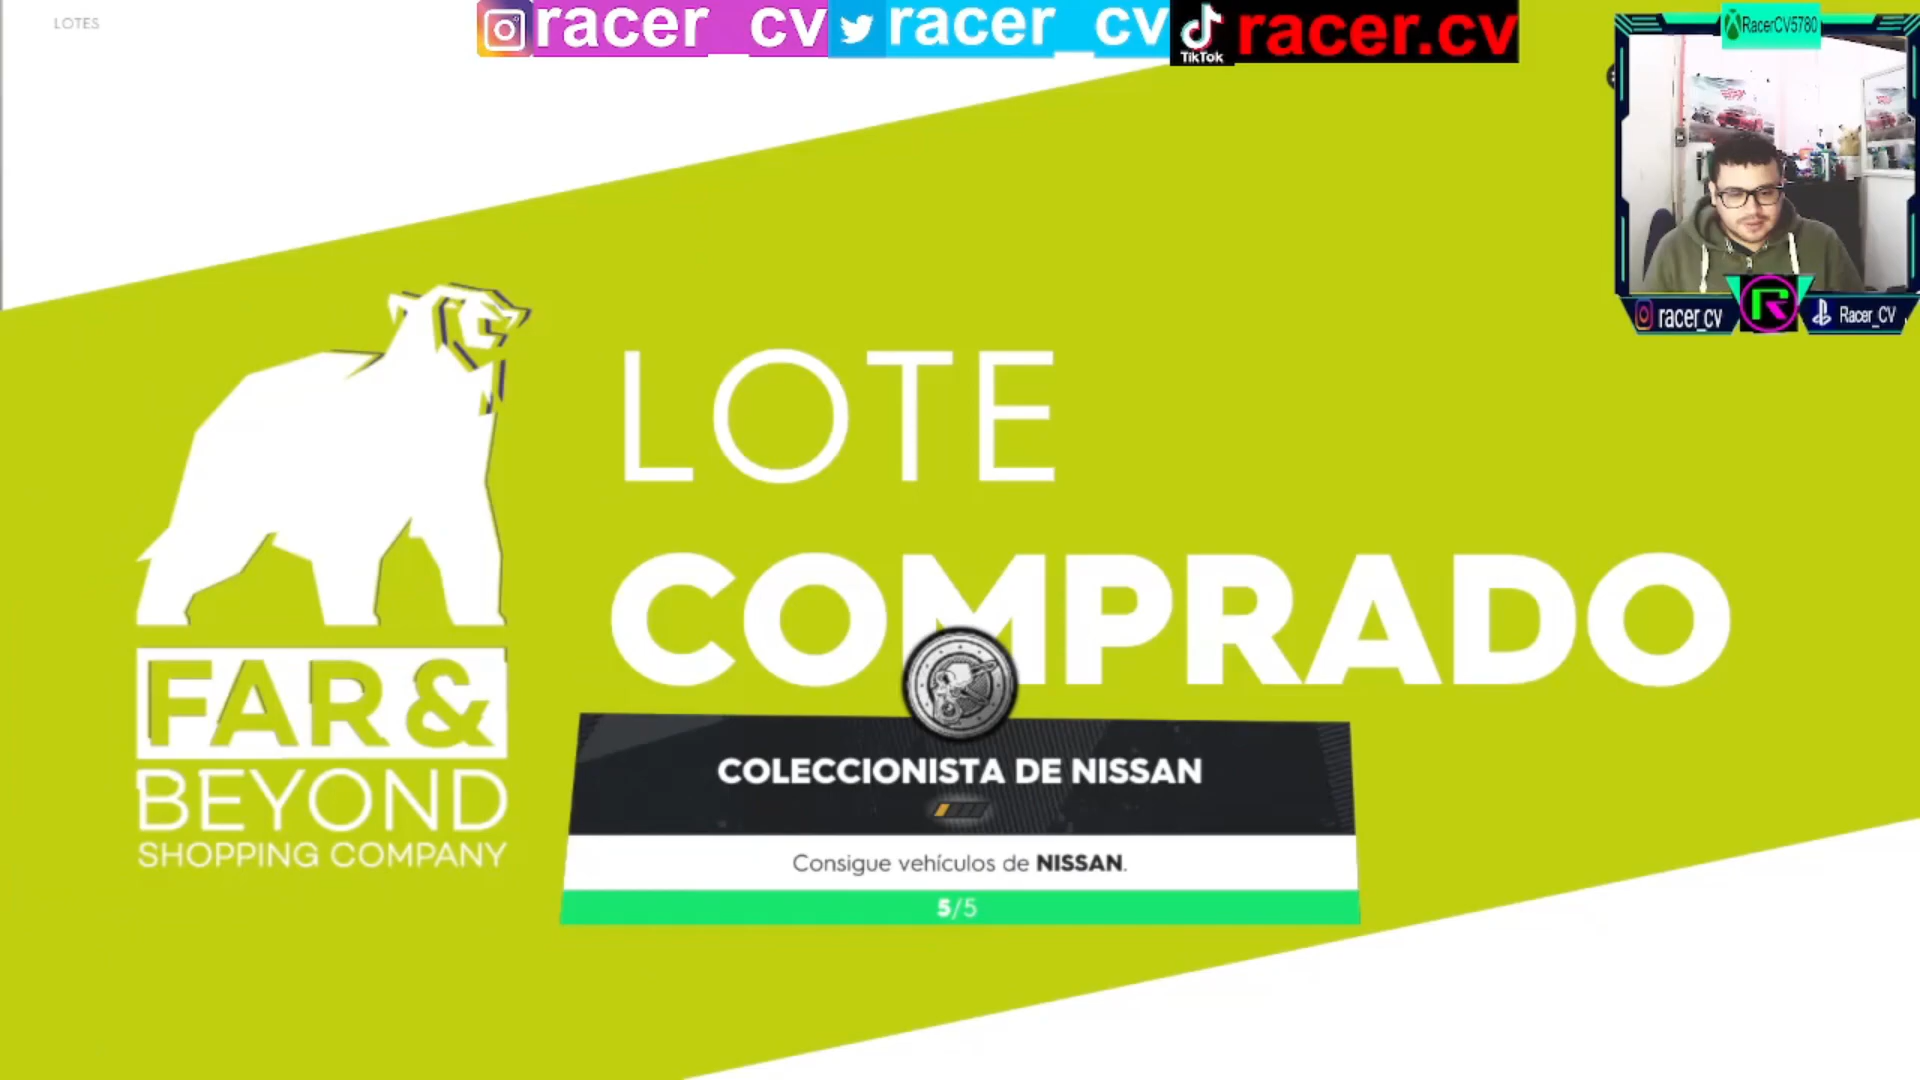 LOTES
racer_cv
racer_cv
TikTok
racer.cv
RacerCV5780
racer_cv
Racer_CV
LOTE
COMPRADO
FAR &
BEYOND
SHOPPING COMPANY
COLECCIONISTA DE NISSAN
Consigue vehículos de NISSAN.
5/5